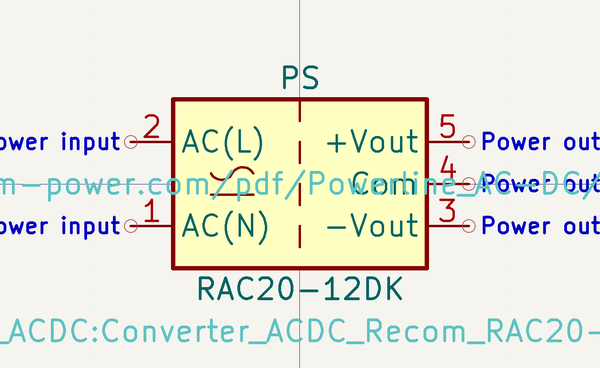 PS
ower input 2 AC(L) +Vout 5 Power out
m-power.com/pdf/Powerline_AC-DC/
Com 4 Power out
ower input 1 AC(N) -Vout 3 Power out
RAC20-12DK
_ACDC:Converter_ACDC_Recom_RAC20-